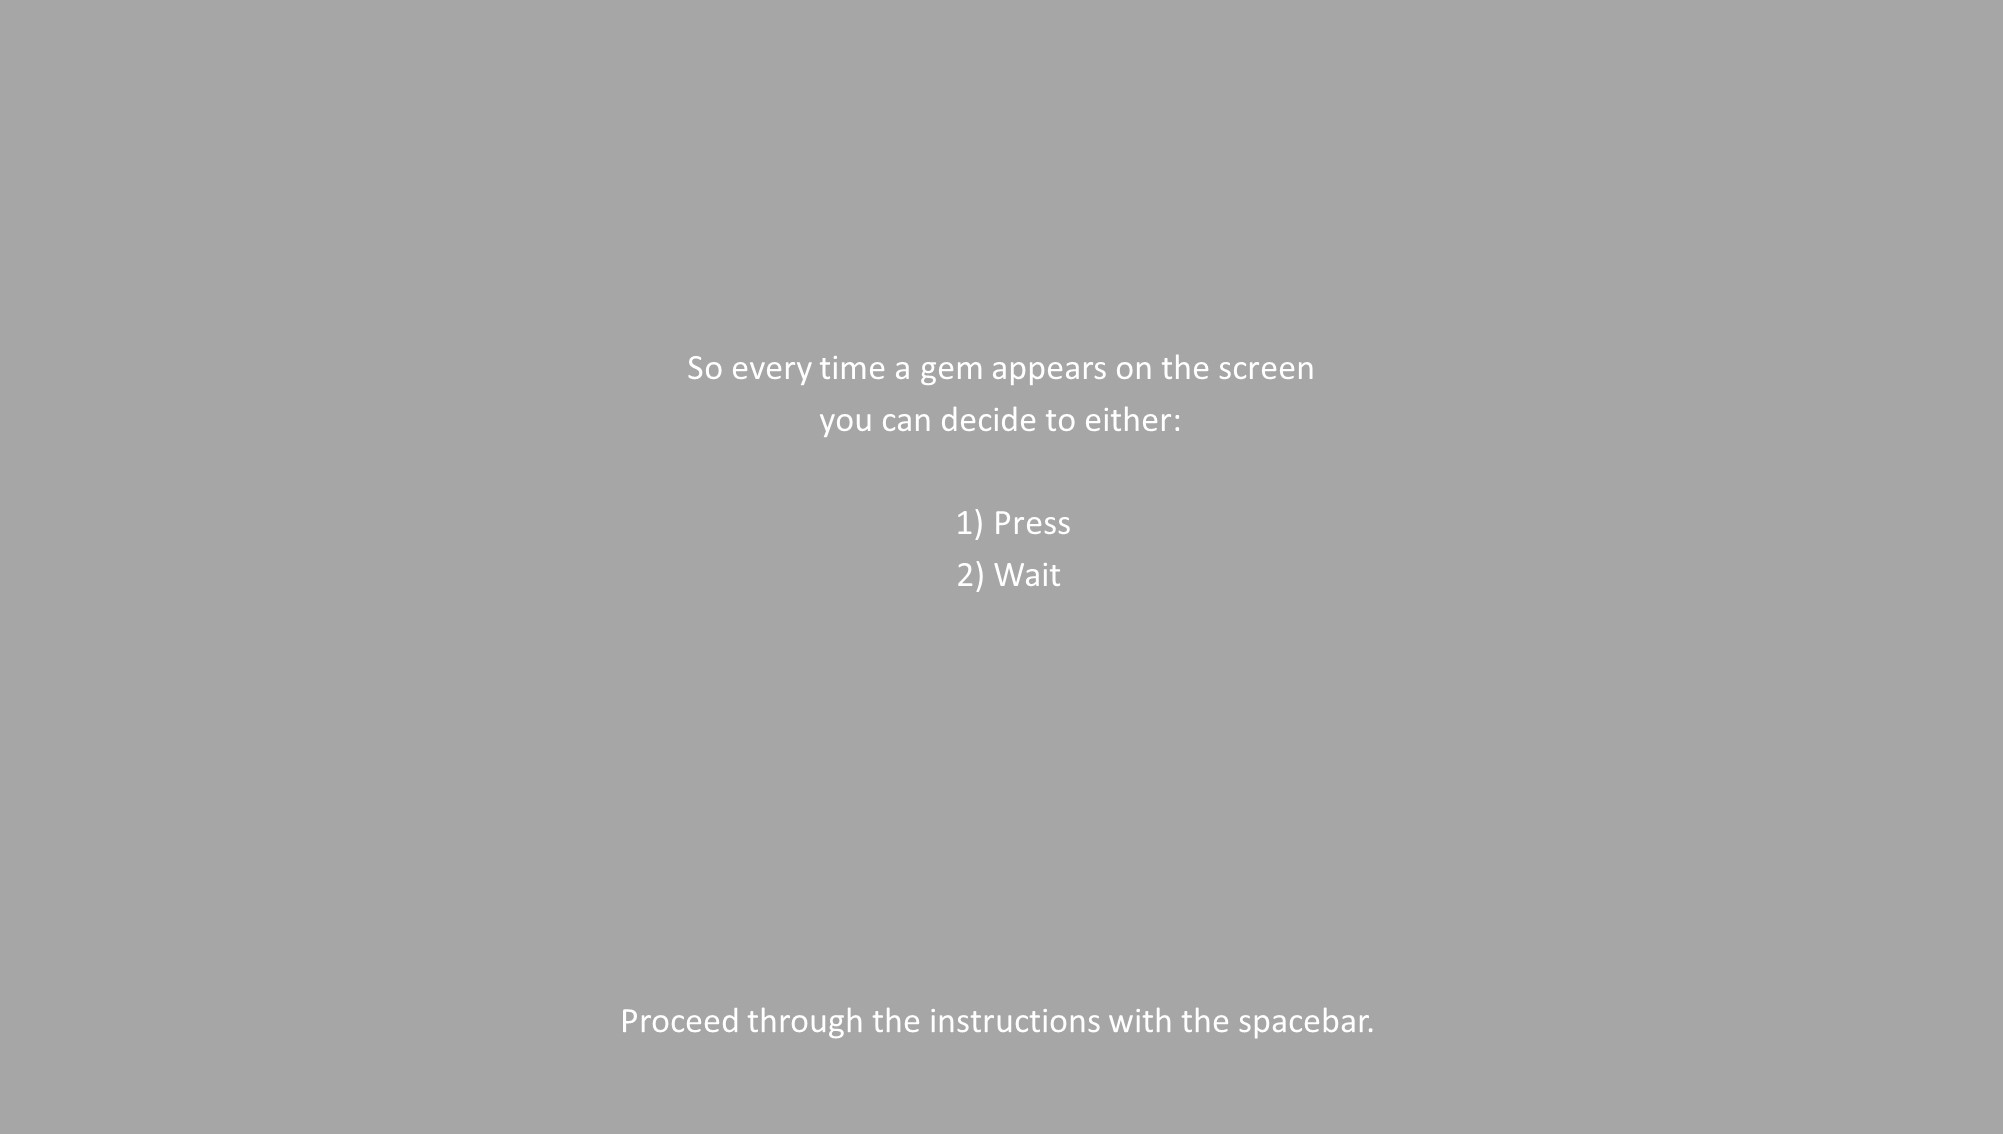 So every time a gem appears on the screen
you can decide to either:
1) Press
2) Wait
Proceed through the instructions with the spacebar.